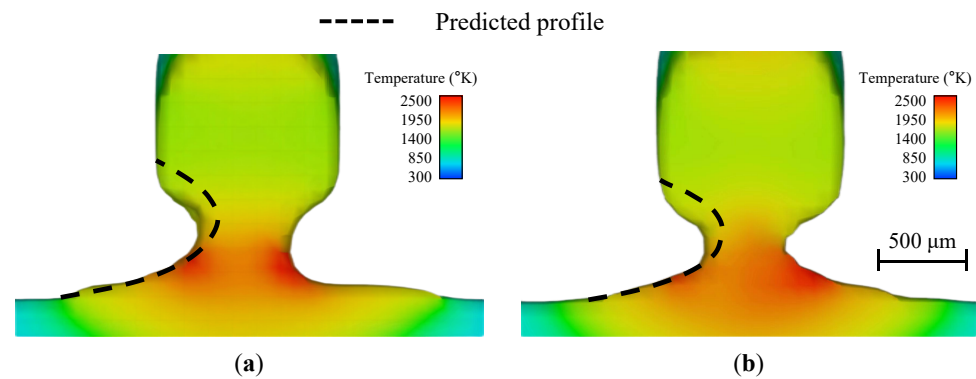 Predicted profile
Temperature (°K)
2500
1950
1400
850
300
Temperature (°K)
2500
1950
1400
850
300
500 μm
(a)
(b)